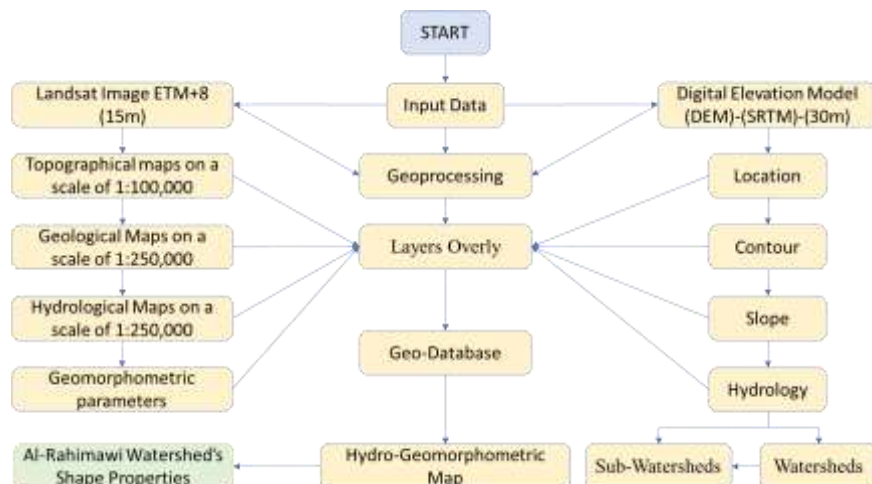 START
Landsat Image ETM+8
(15m)
Input Data
Digital Elevation Model
(DEM)-(SRTM)-(30m)
Topographical maps on a
scale of 1:100,000
Geoprocessing
Location
Geological Maps on a
scale of 1:250,000
Layers Overly
Contour
Hydrological Maps on a
scale of 1:250,000
Slope
Geo-Database
Geomorphometric
parameters
Hydrology
Al-Rahimawi Watershed's
Shape Properties
Hydro-Geomorphometric
Map
Sub-Watersheds
Watersheds